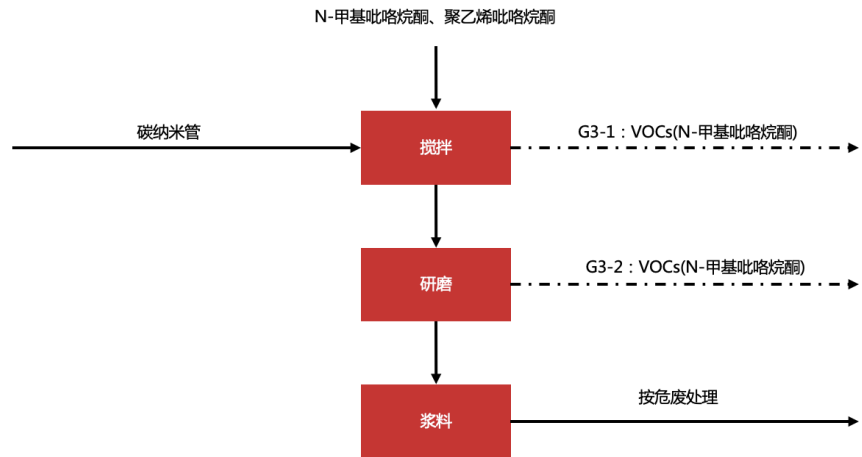 N-甲基吡咯烷酮、聚乙烯吡咯烷酮
碳纳米管
搅拌
G3-1：VOCs(N-甲基吡咯烷酮)
研磨
G3-2：VOCs(N-甲基吡咯烷酮)
浆料
按危废处理